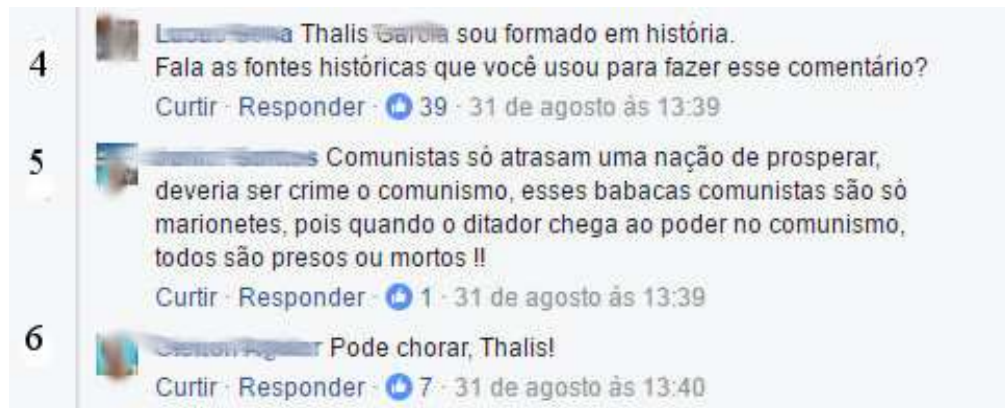 4
Thalis sou formado em história.
Fala as fontes históricas que você usou para fazer esse comentário?
Curtir · Responder · 39 · 31 de agosto às 13:39
5
Comunistas só atrasam uma nação de prosperar,
deveria ser crime o comunismo, esses babacas comunistas são só
marionetes, pois quando o ditador chega ao poder no comunismo,
todos são presos ou mortos !!
Curtir · Responder · 1 · 31 de agosto às 13:39
6
Pode chorar, Thalis!
Curtir · Responder · 7 · 31 de agosto às 13:40